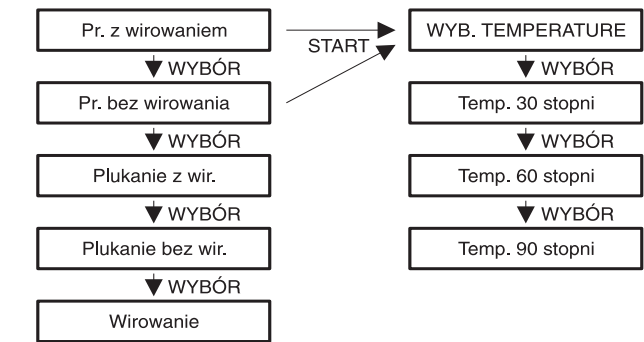 Pr. z wirowaniem
START
WYB. TEMPERATURE
WYBÓR
WYBÓR
Pr. bez wirowania
Temp. 30 stopni
WYBÓR
WYBÓR
Plukanie z wir.
Temp. 60 stopni
WYBÓR
WYBÓR
Plukanie bez wir.
Temp. 90 stopni
WYBÓR
Wirowanie